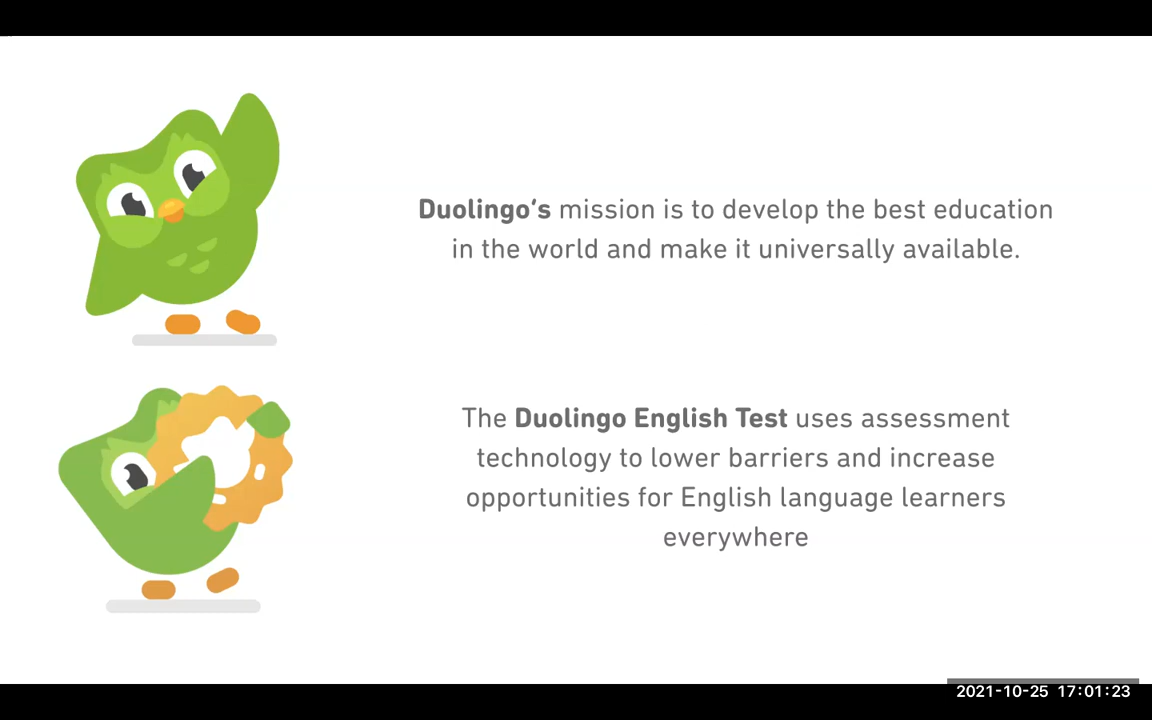 Duolingo‘s mission is to develop the best education
in the world and make it universally available.
The Duolingo English Test uses assessment
technology to lower barriers and increase
opportunities for English language learners
everywhere
2021-10-25 17:01:23